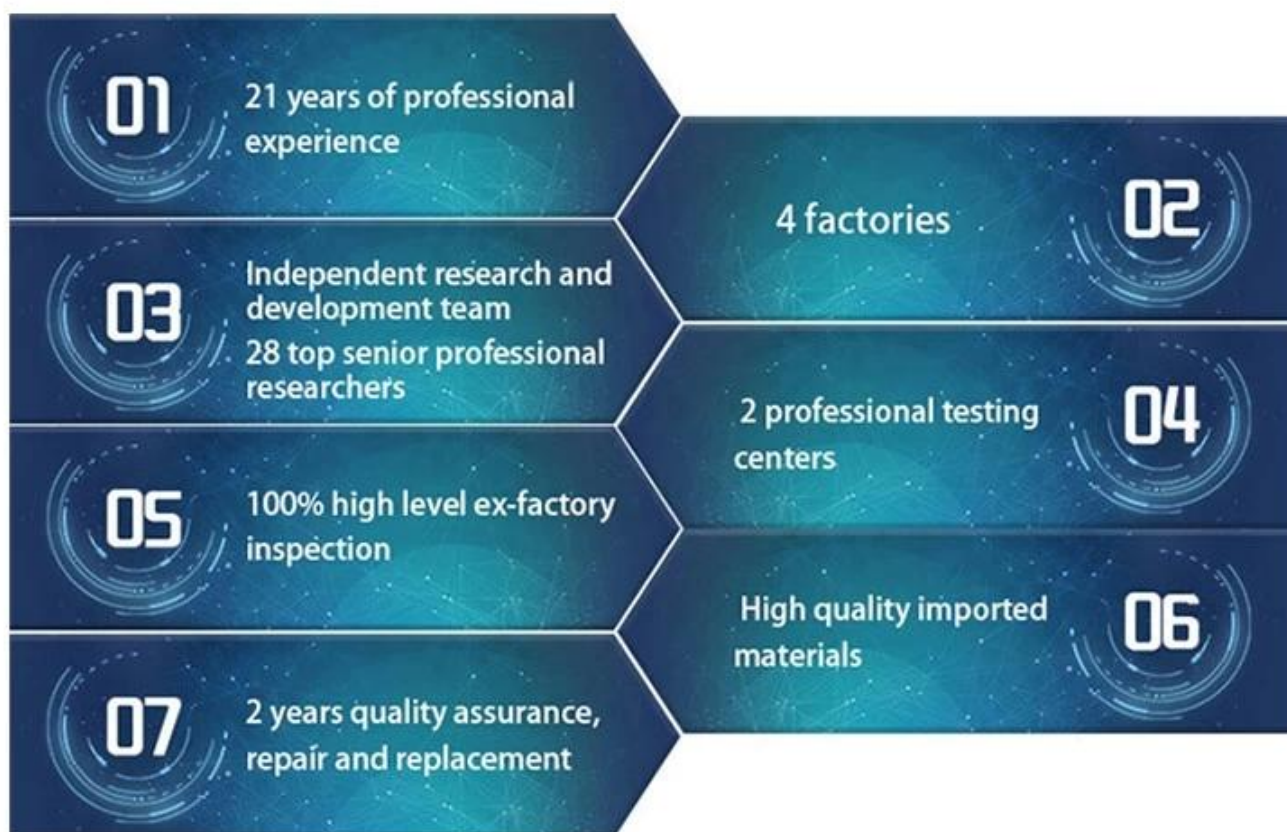 01
21 years of professional
experience
02
4 factories
03
Independent research and
development team
28 top senior professional
researchers
04
2 professional testing
centers
05
100% high level ex-factory
inspection
06
High quality imported
materials
07
2 years quality assurance,
repair and replacement